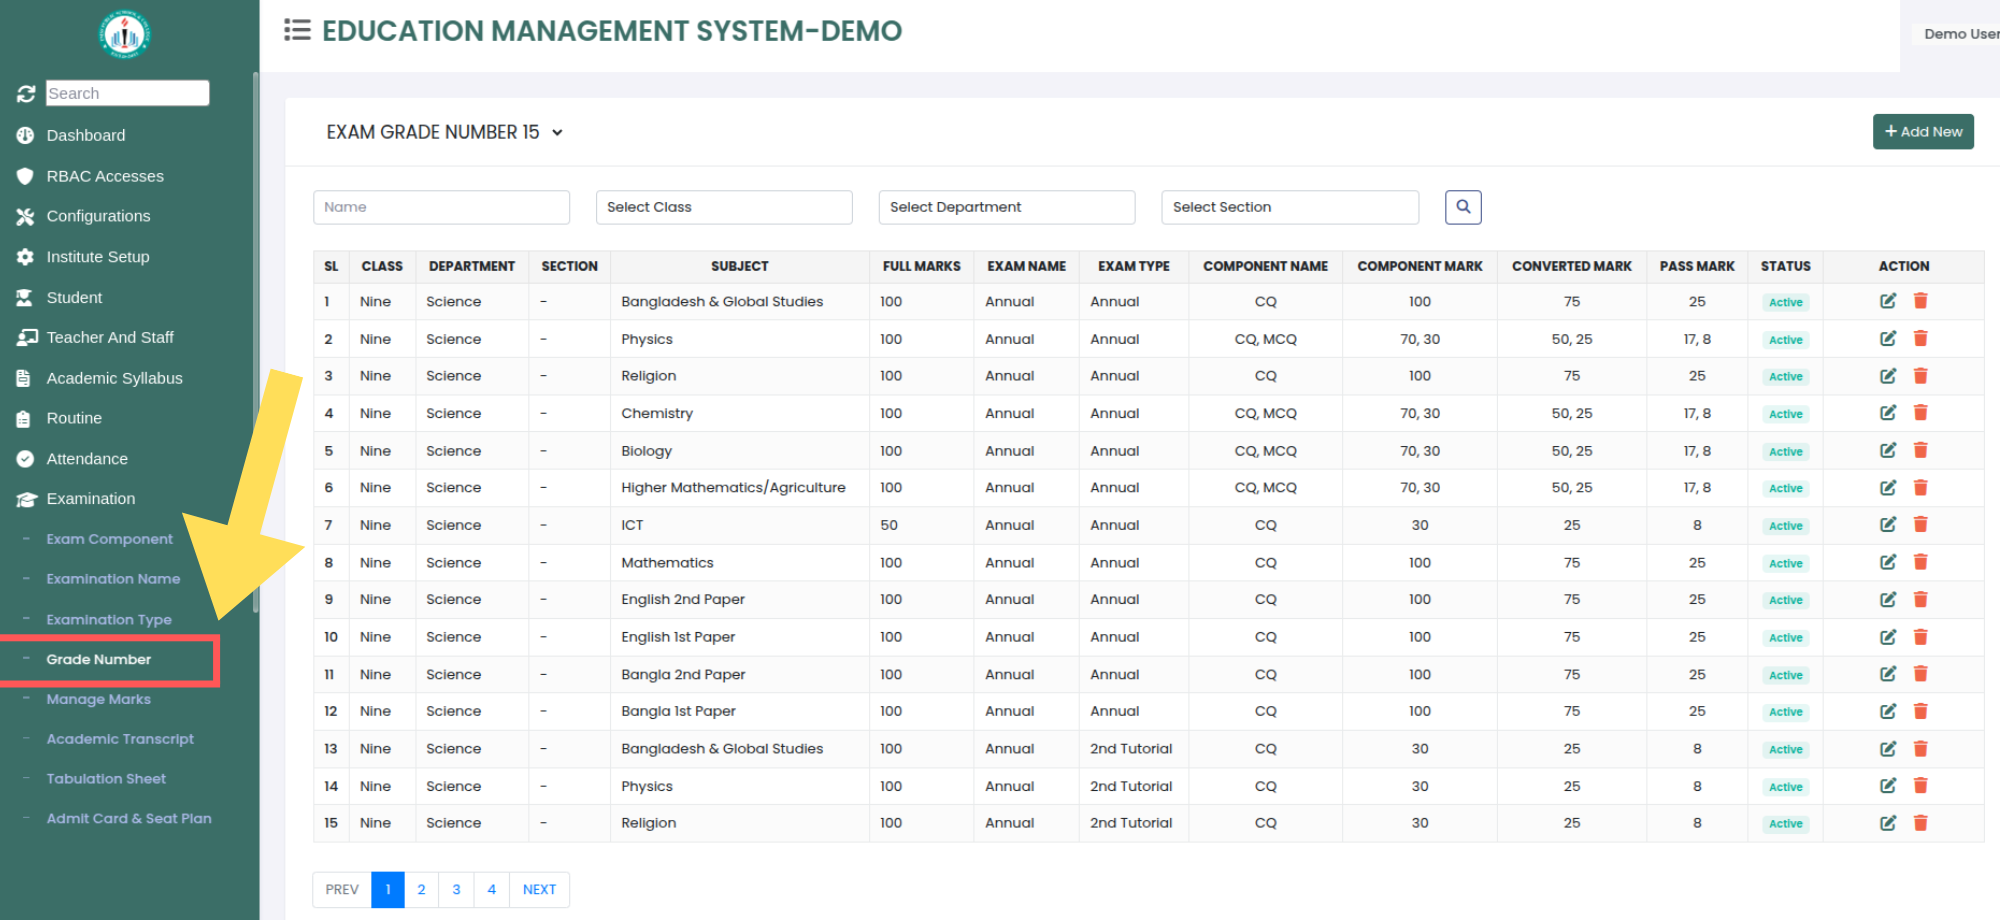 EDUCATION MANAGEMENT SYSTEM-DEMO
Demo User
Search
Dashboard
RBAC Accesses
Configurations
Institute Setup
Student
Teacher And Staff
Academic Syllabus
Routine
Attendance
Examination
- Exam Component
- Examination Name
- Examination Type
- Grade Number
- Manage Marks
- Academic Transcript
- Tabulation Sheet
- Admit Card & Seat Plan
EXAM GRADE NUMBER 15
+ Add New
Name Select Class Select Department Select Section
SL CLASS DEPARTMENT SECTION SUBJECT FULL MARKS EXAM NAME EXAM TYPE COMPONENT NAME COMPONENT MARK CONVERTED MARK PASS MARK STATUS ACTION
1 Nine Science - Bangladesh & Global Studies 100 Annual Annual CQ 100 75 25 Active
2 Nine Science - Physics 100 Annual Annual CQ, MCQ 70, 30 50, 25 17, 8 Active
3 Nine Science - Religion 100 Annual Annual CQ 100 75 25 Active
4 Nine Science - Chemistry 100 Annual Annual CQ, MCQ 70, 30 50, 25 17, 8 Active
5 Nine Science - Biology 100 Annual Annual CQ, MCQ 70, 30 50, 25 17, 8 Active
6 Nine Science - Higher Mathematics/Agriculture 100 Annual Annual CQ, MCQ 70, 30 50, 25 17, 8 Active
7 Nine Science - ICT 50 Annual Annual CQ 30 25 8 Active
8 Nine Science - Mathematics 100 Annual Annual CQ 100 75 25 Active
9 Nine Science - English 2nd Paper 100 Annual Annual CQ 100 75 25 Active
10 Nine Science - English 1st Paper 100 Annual Annual CQ 100 75 25 Active
11 Nine Science - Bangla 2nd Paper 100 Annual Annual CQ 100 75 25 Active
12 Nine Science - Bangla 1st Paper 100 Annual Annual CQ 100 75 25 Active
13 Nine Science - Bangladesh & Global Studies 100 Annual 2nd Tutorial CQ 30 25 8 Active
14 Nine Science - Physics 100 Annual 2nd Tutorial CQ 30 25 8 Active
15 Nine Science - Religion 100 Annual 2nd Tutorial CQ 30 25 8 Active
PREV 1 2 3 4 NEXT